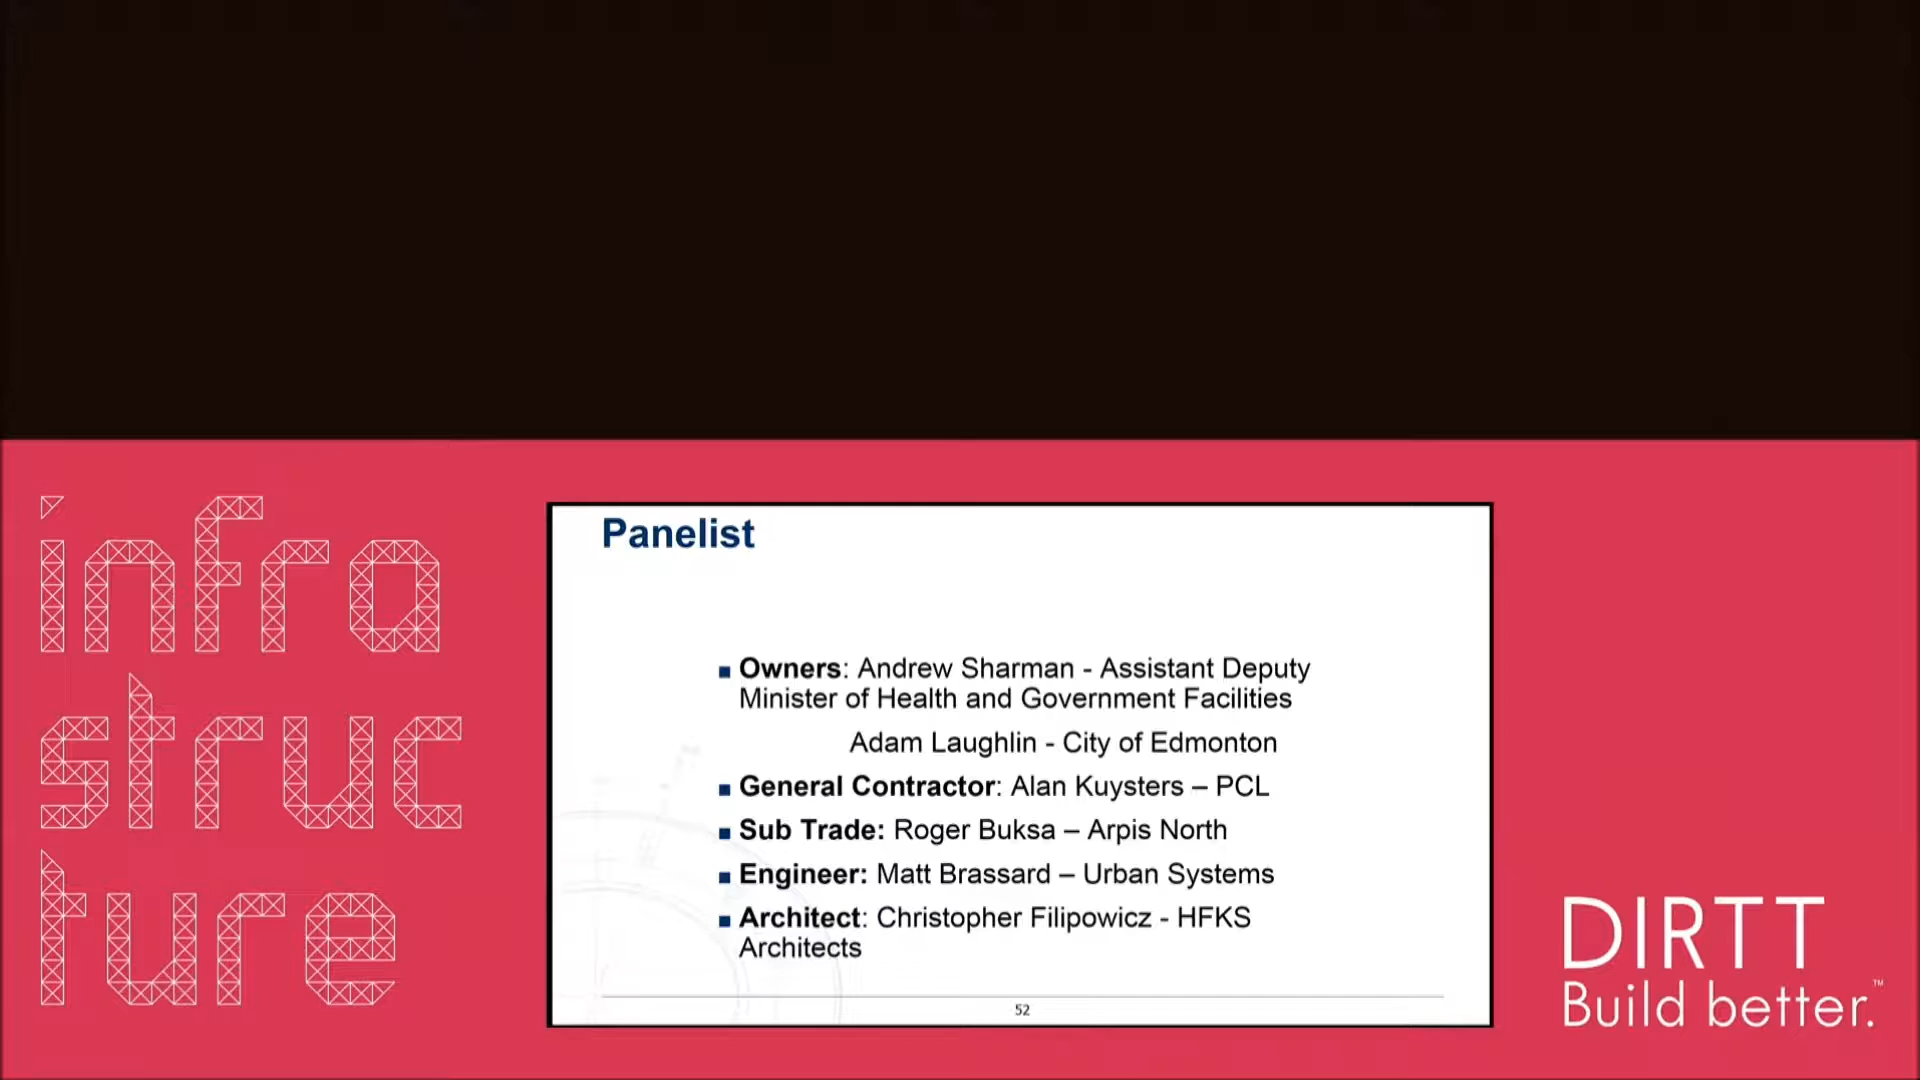 infra
struc
ture
Panelist
Owners: Andrew Sharman - Assistant Deputy
Minister of Health and Government Facilities
Adam Laughlin - City of Edmonton
General Contractor: Alan Kuysters – PCL
Sub Trade: Roger Buksa – Arpis North
Engineer: Matt Brassard – Urban Systems
Architect: Christopher Filipowicz - HFKS
Architects
52
DIRTT
Build better.™